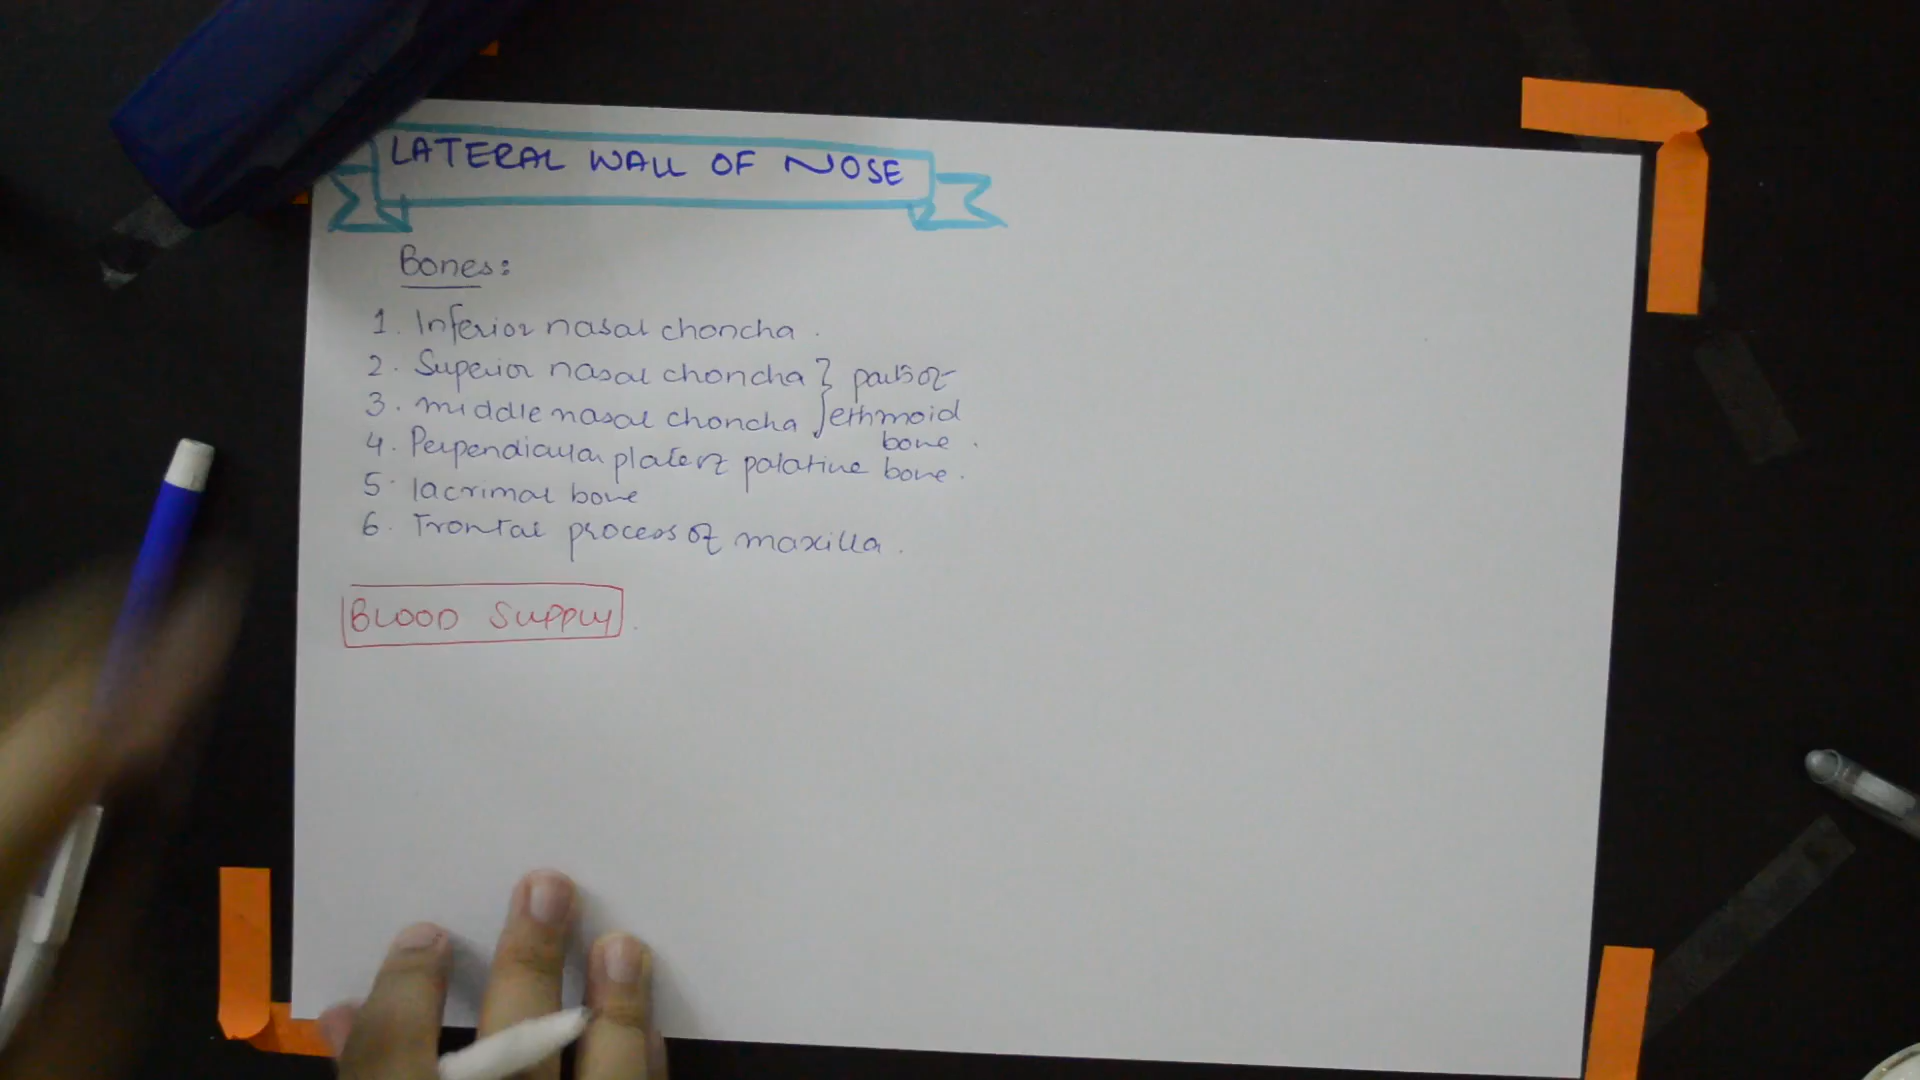 LATERAL WALL OF NOSE
Bones:
1. Inferior nasal choncha.
2. Superior nasal choncha } parts of
3. middle nasal choncha } ethmoid
bone.
4. Perpendicular plate of palatine bone.
5. lacrimal bone
6. Frontal process of maxilla.
BLOOD SUPPLY.